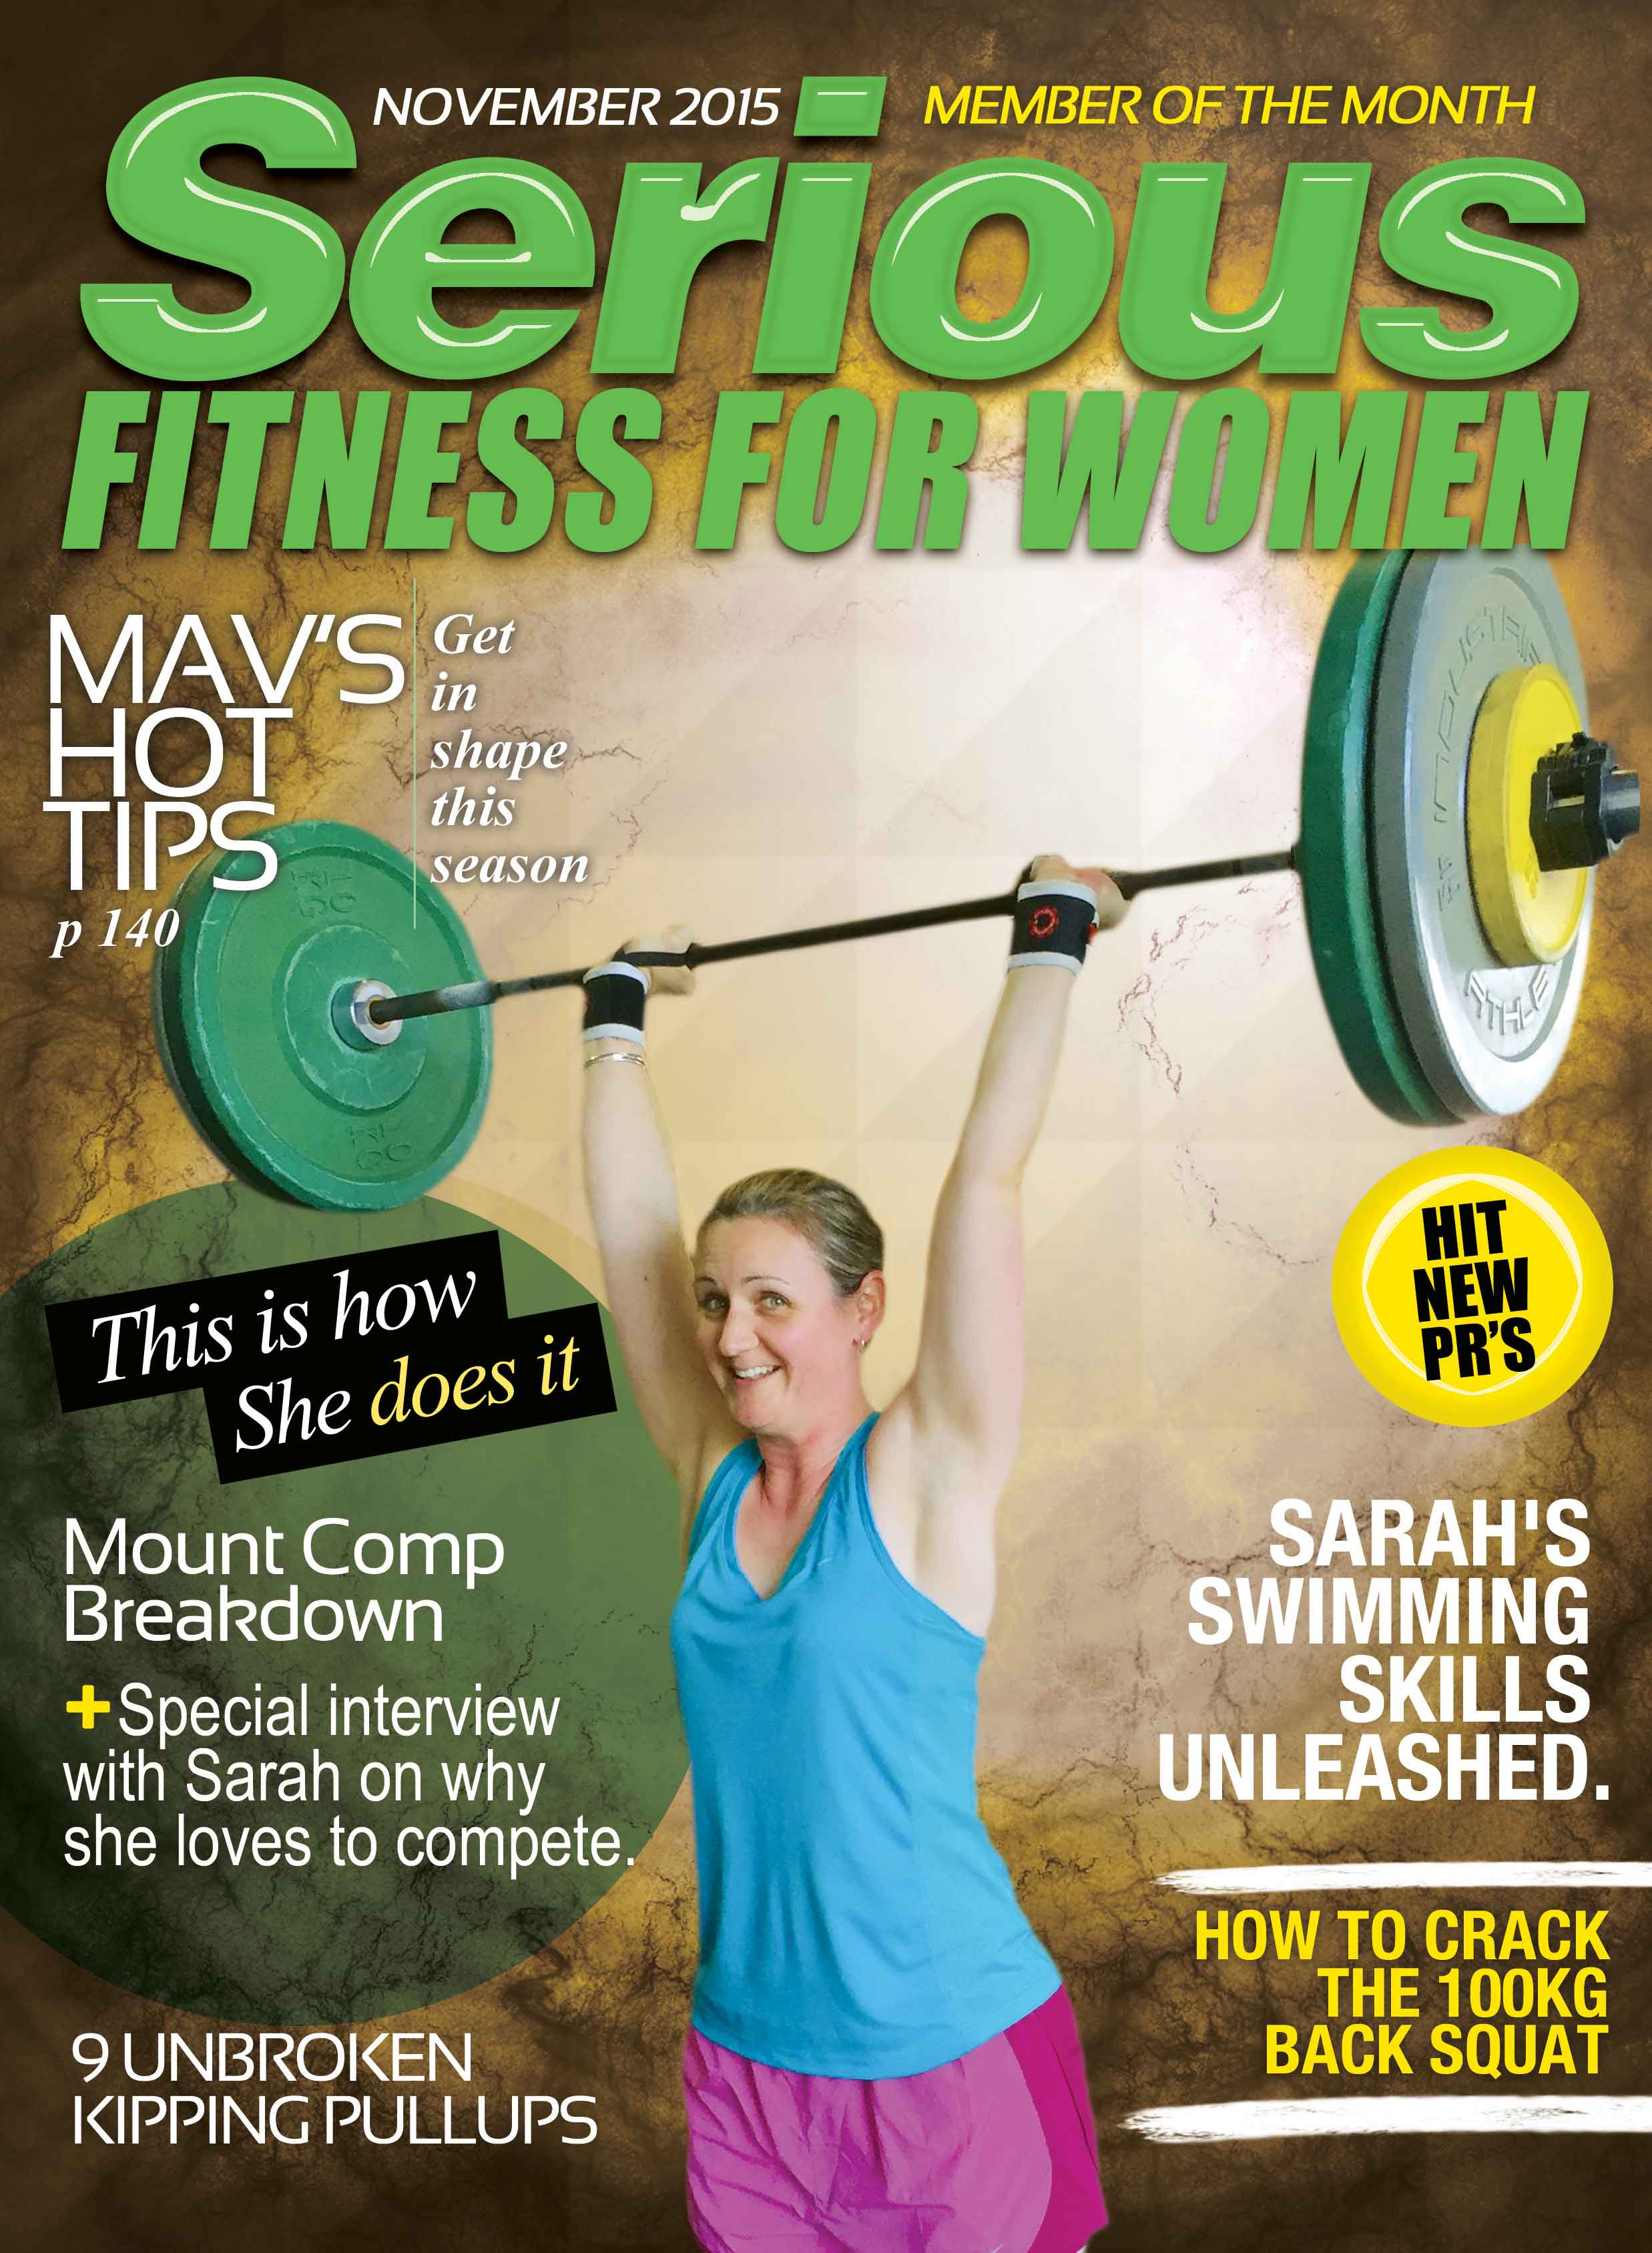 NOVEMBER 2015
MEMBER OF THE MONTH
Serious
FITNESS FOR WOMEN
MAV'S
HOT
TIPS
p 140
Get
in
shape
this
season
This is how
She does it
HIT
NEW
PR'S
Mount Comp
Breakdown
+Special interview
with Sarah on why
she loves to compete.
9 UNBROKEN
KIPPING PULLUPS
SARAH'S
SWIMMING
SKILLS
UNLEASHED.
HOW TO CRACK
THE 100KG
BACK SQUAT